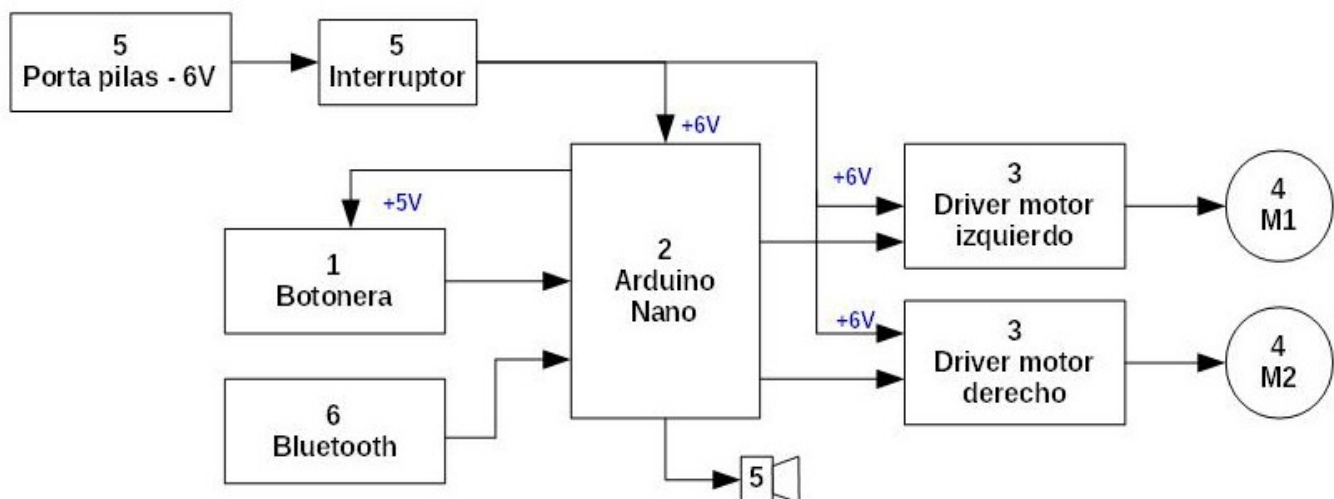 5
Porta pilas - 6V
5
Interruptor
+6V
+5V
1
Botonera
6
Bluetooth
2
Arduino
Nano
5
+6V
3
Driver motor
izquierdo
4
M1
+6V
3
Driver motor
derecho
4
M2